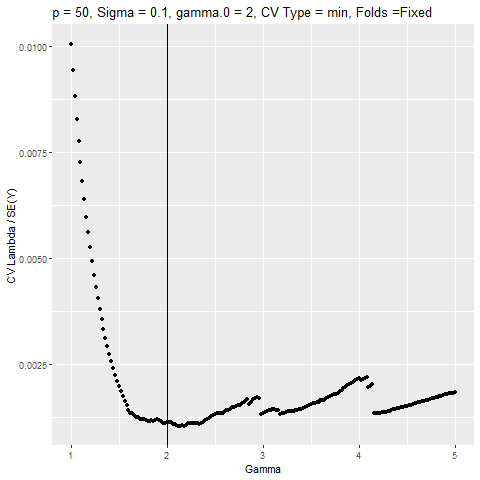 p = 50, Sigma = 0.1, gamma.0 = 2, CV Type = min, Folds =Fixed
0.0100
0.0075
0.0050
0.0025
CV Lambda / SE(Y)
1 2 3 4 5
Gamma